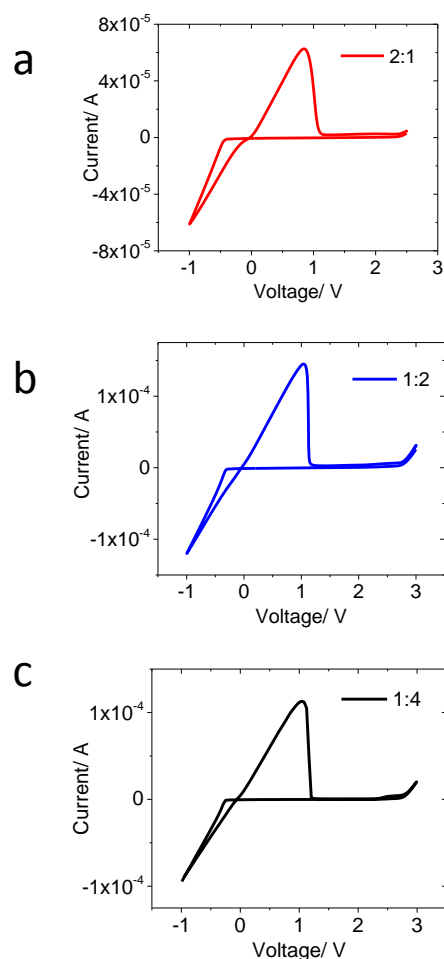 a
8x10⁻⁵
4x10⁻⁵
0
-4x10⁻⁵
-8x10⁻⁵
Current/ A
2:1
-1 0 1 2 3
Voltage/ V
b
1x10⁻⁴
0
-1x10⁻⁴
Current/ A
1:2
-1 0 1 2 3
Voltage/ V
c
1x10⁻⁴
0
-1x10⁻⁴
Current/ A
1:4
-1 0 1 2 3
Voltage/ V